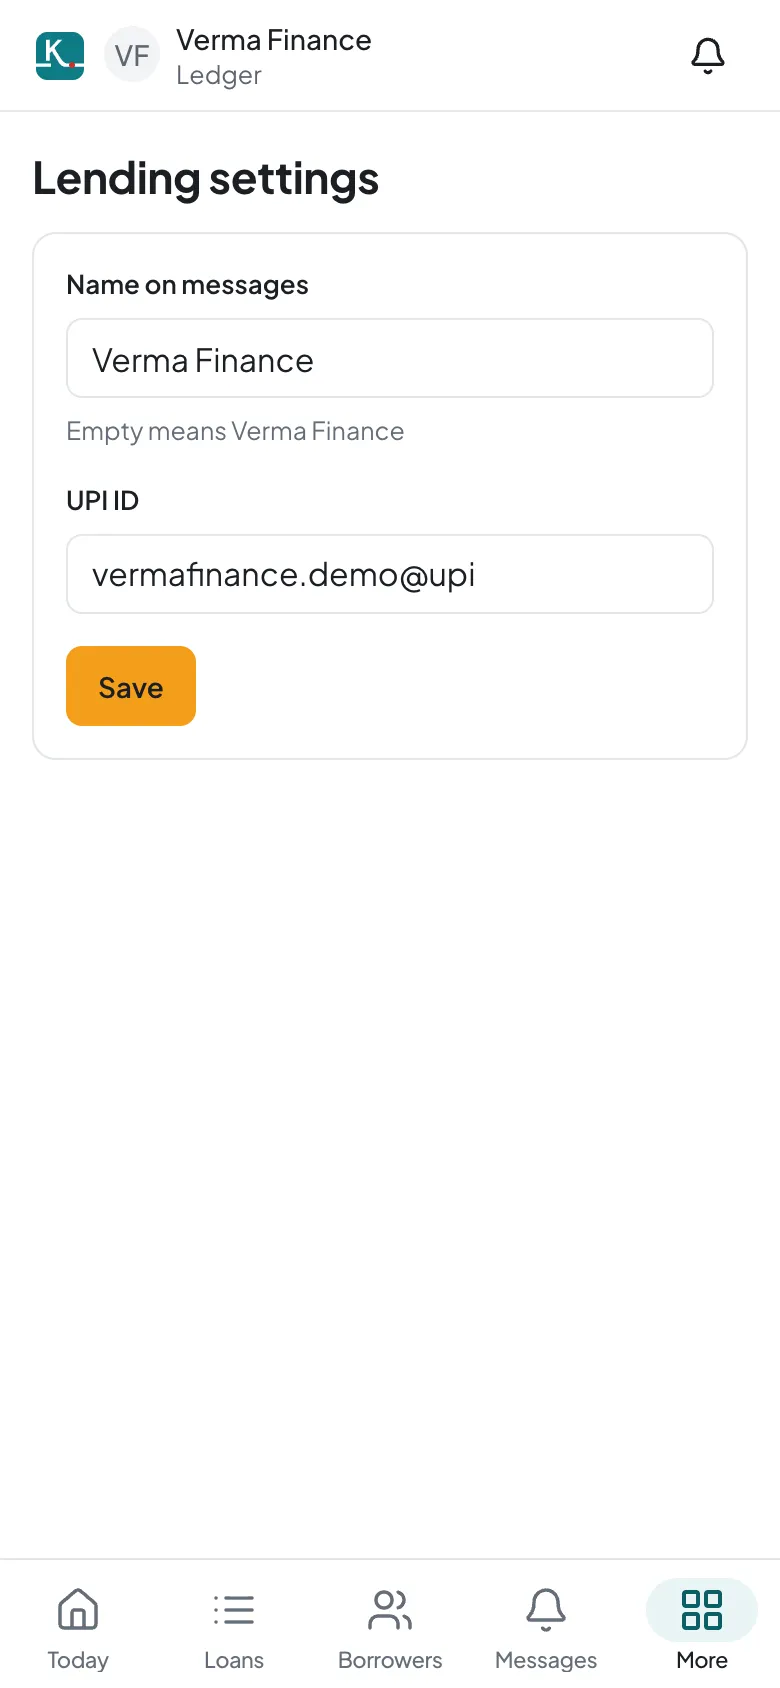 K.
VF
Verma Finance
Ledger
Lending settings
Name on messages
Verma Finance
Empty means Verma Finance
UPI ID
vermafinance.demo@upi
Save
Today
Loans
Borrowers
Messages
More